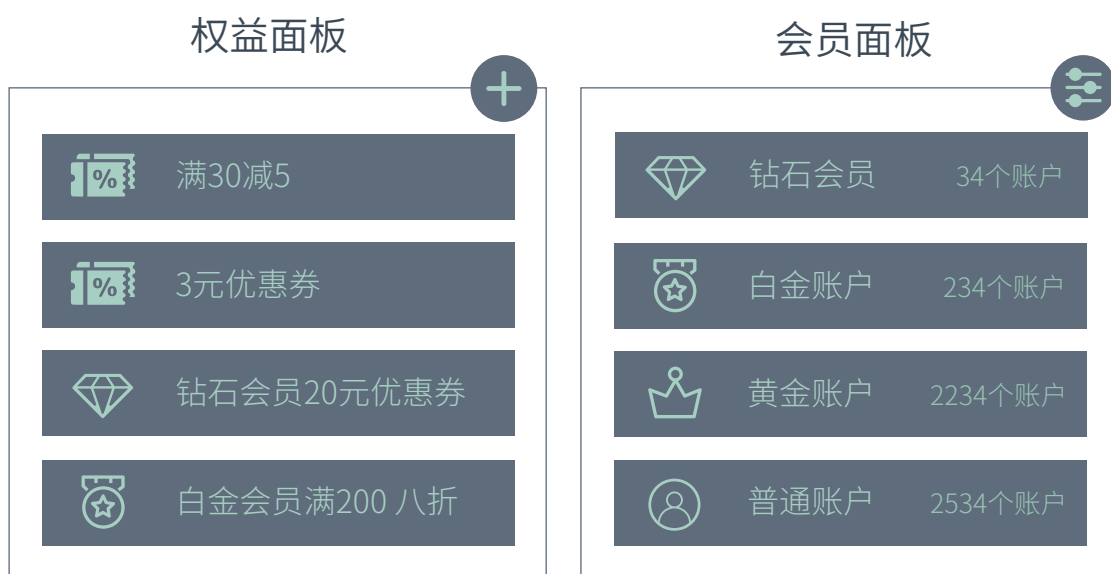 权益面板
满30减5
3元优惠券
钻石会员20元优惠券
白金会员满200 八折
会员面板
钻石会员 34个账户
白金账户 234个账户
黄金账户 2234个账户
普通账户 2534个账户